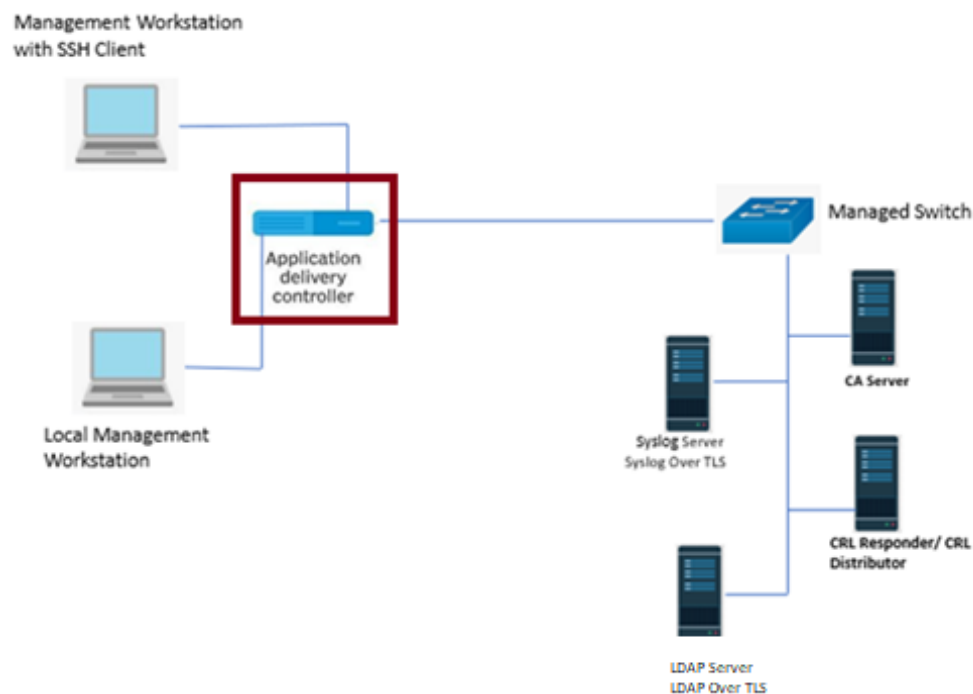 Management Workstation
with SSH Client
Application
delivery
controller
Managed Switch
CA Server
Syslog Server
Syslog Over TLS
Local Management
Workstation
CRL Responder/ CRL
Distributor
LDAP Server
LDAP Over TLS